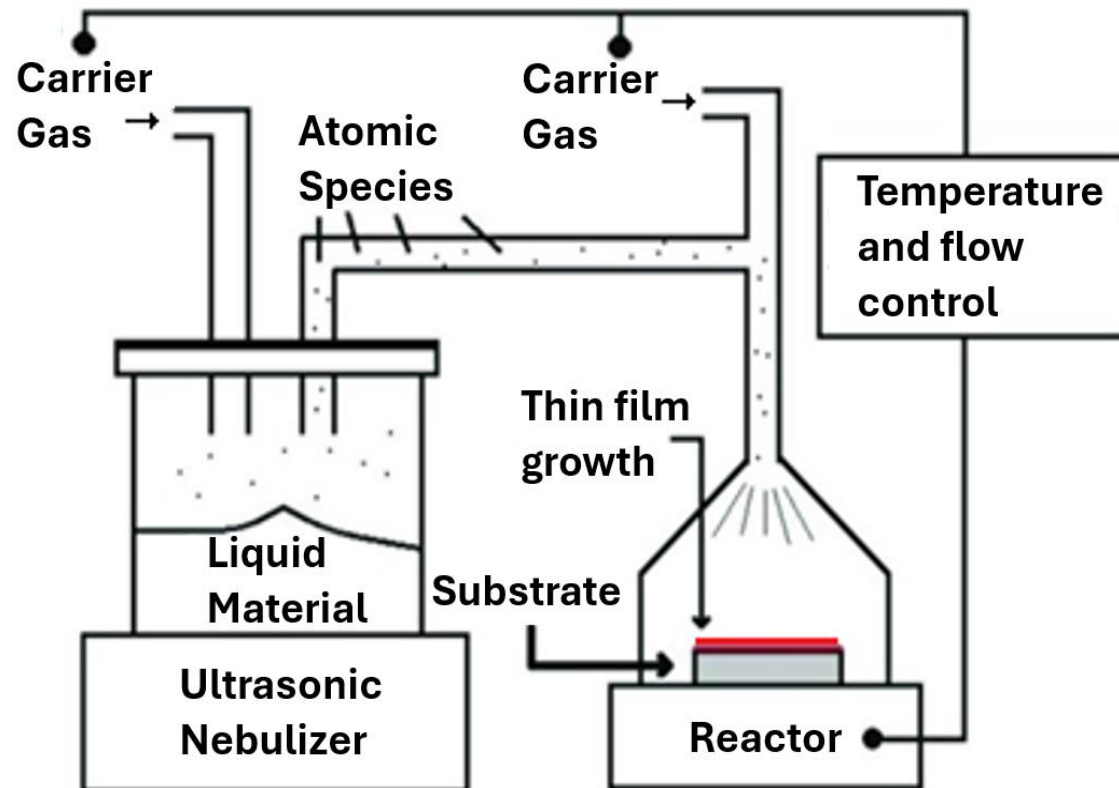 Carrier
Gas
Carrier
Gas
Atomic
Species
Temperature
and flow
control
Thin film
growth
Liquid
Material
Substrate
Ultrasonic
Nebulizer
Reactor